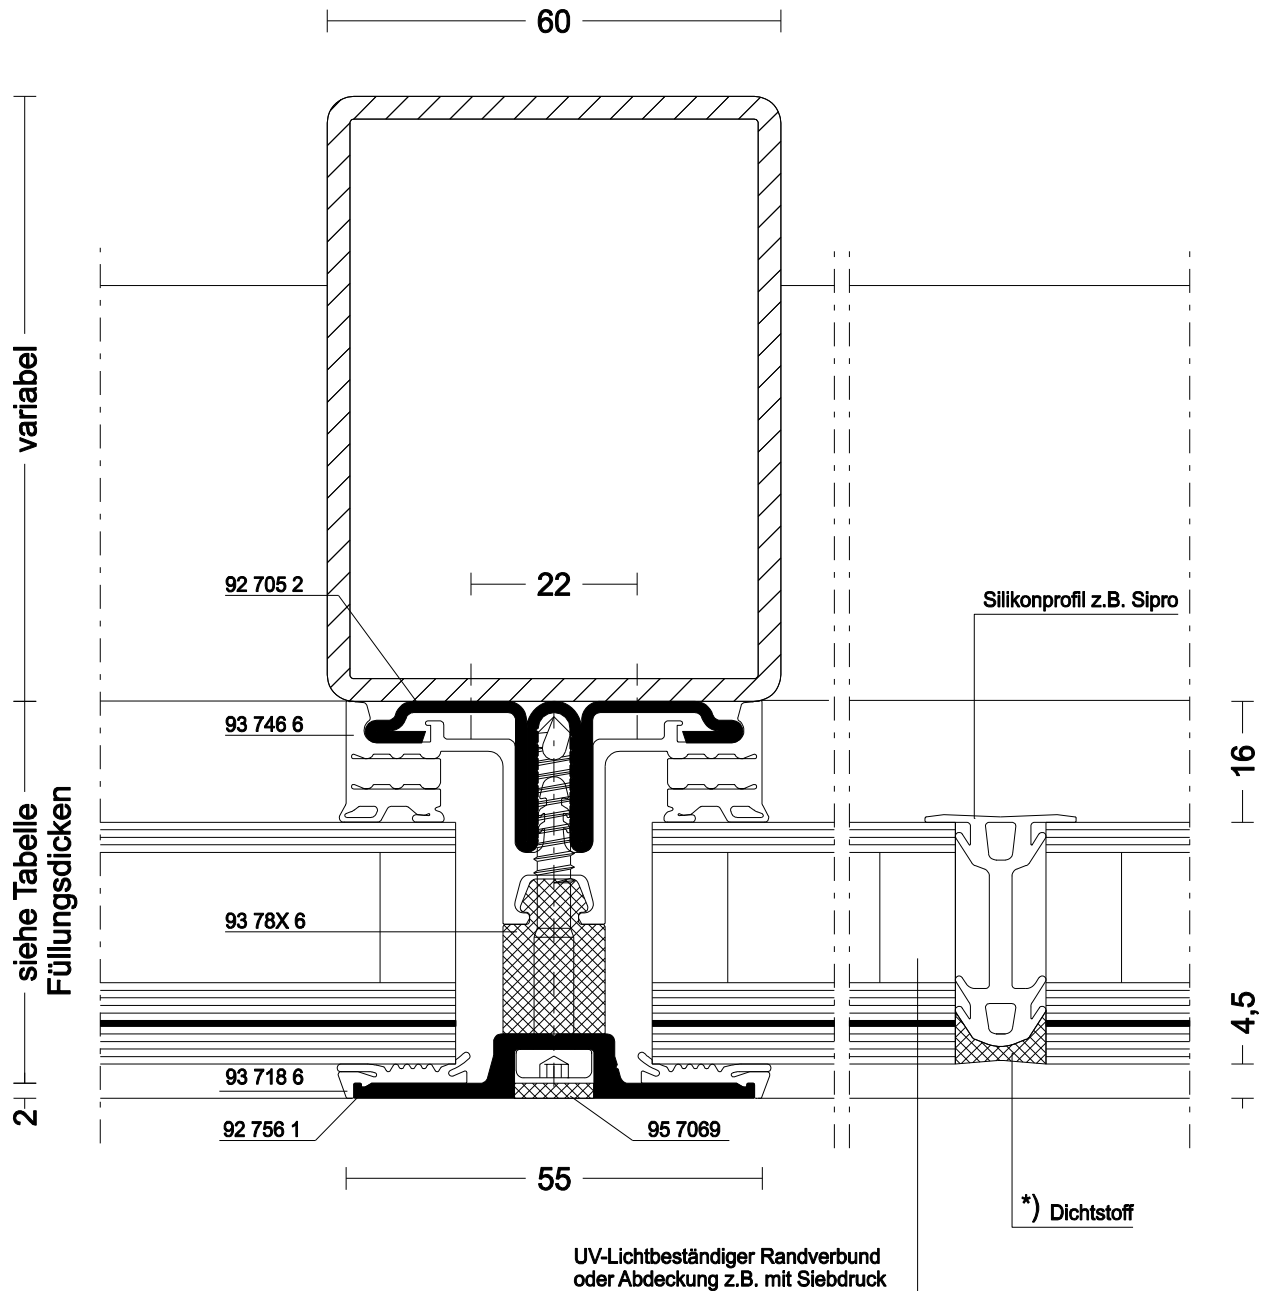 60
variabel
92 705 2
22
Silikonprofil z.B. Sipro
93 746 6
16
siehe Tabelle
Füllungsdicken
93 78X 6
4,5
93 718 6
2
92 756 1
95 7069
55
*) Dichtstoff
UV-Lichtbeständiger Randverbund
oder Abdeckung z.B. mit Siebdruck